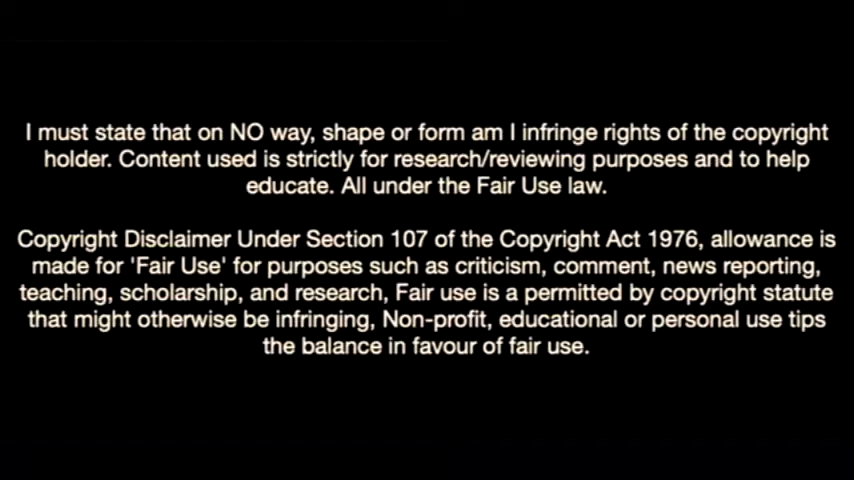 I must state that on NO way, shape or form am I infringe rights of the copyright
holder. Content used is strictly for research/reviewing purposes and to help
educate. All under the Fair Use law.
Copyright Disclaimer Under Section 107 of the Copyright Act 1976, allowance is
made for 'Fair Use' for purposes such as criticism, comment, news reporting,
teaching, scholarship, and research, Fair use is a permitted by copyright statute
that might otherwise be infringing, Non-profit, educational or personal use tips
the balance in favour of fair use.